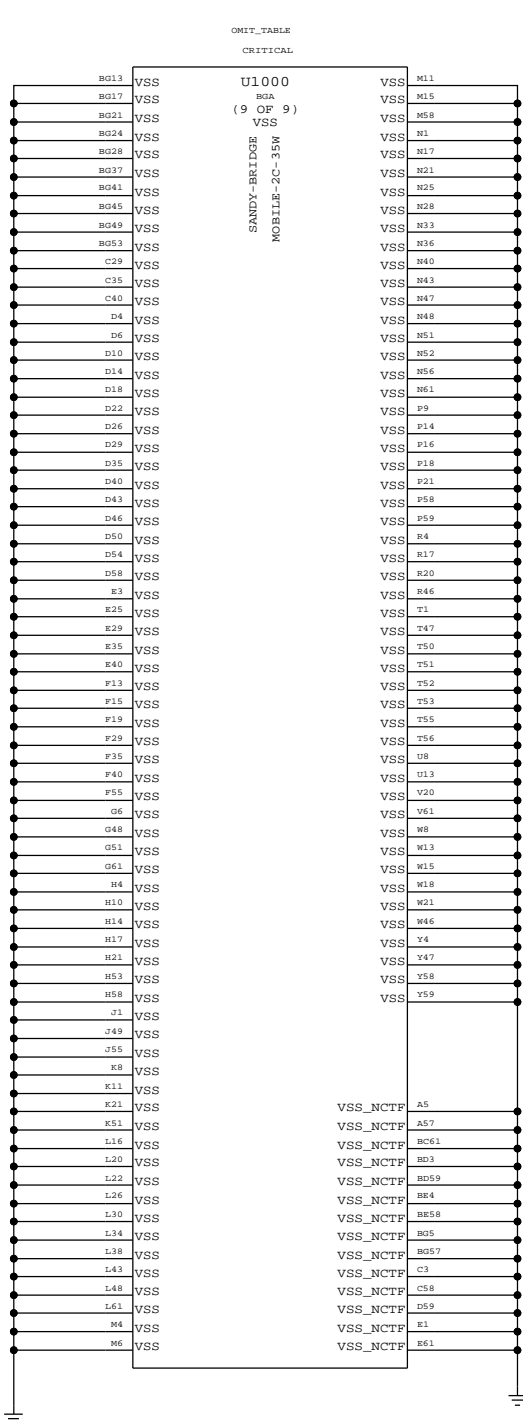 OMIT_TABLE
CRITICAL
U1000
BGA
(9 OF 9)
VSS
SANDY-BRIDGE
MOBILE-2C-35W
BG13 VSS VSS M11
BG17 VSS VSS M15
BG21 VSS VSS M58
BG24 VSS VSS N1
BG28 VSS VSS N17
BG37 VSS VSS N21
BG41 VSS VSS N25
BG45 VSS VSS N28
BG49 VSS VSS N33
BG53 VSS VSS N36
C29 VSS VSS N40
C35 VSS VSS N43
C40 VSS VSS N47
D4 VSS VSS N48
D6 VSS VSS N51
D10 VSS VSS N52
D14 VSS VSS N56
D18 VSS VSS N61
D22 VSS VSS P9
D26 VSS VSS P14
D29 VSS VSS P16
D35 VSS VSS P18
D40 VSS VSS P21
D43 VSS VSS P58
D46 VSS VSS P59
D50 VSS VSS R4
D54 VSS VSS R17
D58 VSS VSS R20
E3 VSS VSS R46
E25 VSS VSS T1
E29 VSS VSS T47
E35 VSS VSS T50
E40 VSS VSS T51
F13 VSS VSS T52
F15 VSS VSS T53
F19 VSS VSS T55
F29 VSS VSS T56
F35 VSS VSS U8
F40 VSS VSS U13
F55 VSS VSS V20
G6 VSS VSS V61
G48 VSS VSS W8
G51 VSS VSS W13
G61 VSS VSS W15
H4 VSS VSS W18
H10 VSS VSS W21
H14 VSS VSS W46
H17 VSS VSS Y4
H21 VSS VSS Y47
H53 VSS VSS Y58
H58 VSS VSS Y59
J1 VSS
J49 VSS
J55 VSS
K8 VSS
K11 VSS
K21 VSS VSS_NCTF A5
K51 VSS VSS_NCTF A57
L16 VSS VSS_NCTF BC61
L20 VSS VSS_NCTF BD3
L22 VSS VSS_NCTF BD59
L26 VSS VSS_NCTF BE4
L30 VSS VSS_NCTF BE58
L34 VSS VSS_NCTF BG5
L38 VSS VSS_NCTF BG57
L43 VSS VSS_NCTF C3
L48 VSS VSS_NCTF C58
L61 VSS VSS_NCTF D59
M4 VSS VSS_NCTF E1
M6 VSS VSS_NCTF E61